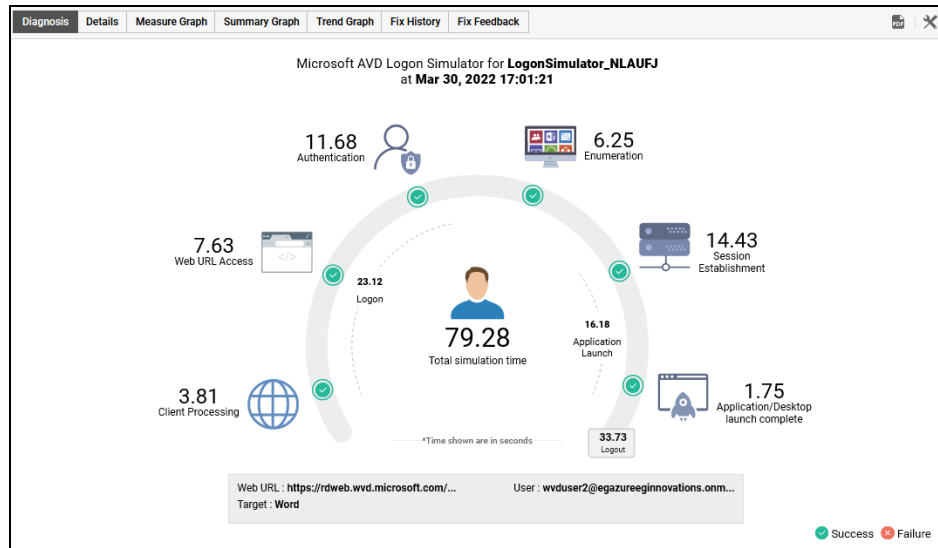 Diagnosis Details Measure Graph Summary Graph Trend Graph Fix History Fix Feedback
PDF
Microsoft AVD Logon Simulator for LogonSimulator_NLAUFJ
at Mar 30, 2022 17:01:21
11.68
Authentication
6.25
Enumeration
7.63
Web URL Access
14.43
Session
Establishment
23.12
Logon
79.28
Total simulation time
16.18
Application
Launch
3.81
Client Processing
1.75
Application/Desktop
launch complete
*Time shown are in seconds
33.73
Logout
Web URL : https://rdweb.wvd.microsoft.com/... User : wvduser2@egazureeginnovations.onm...
Target : Word
Success Failure